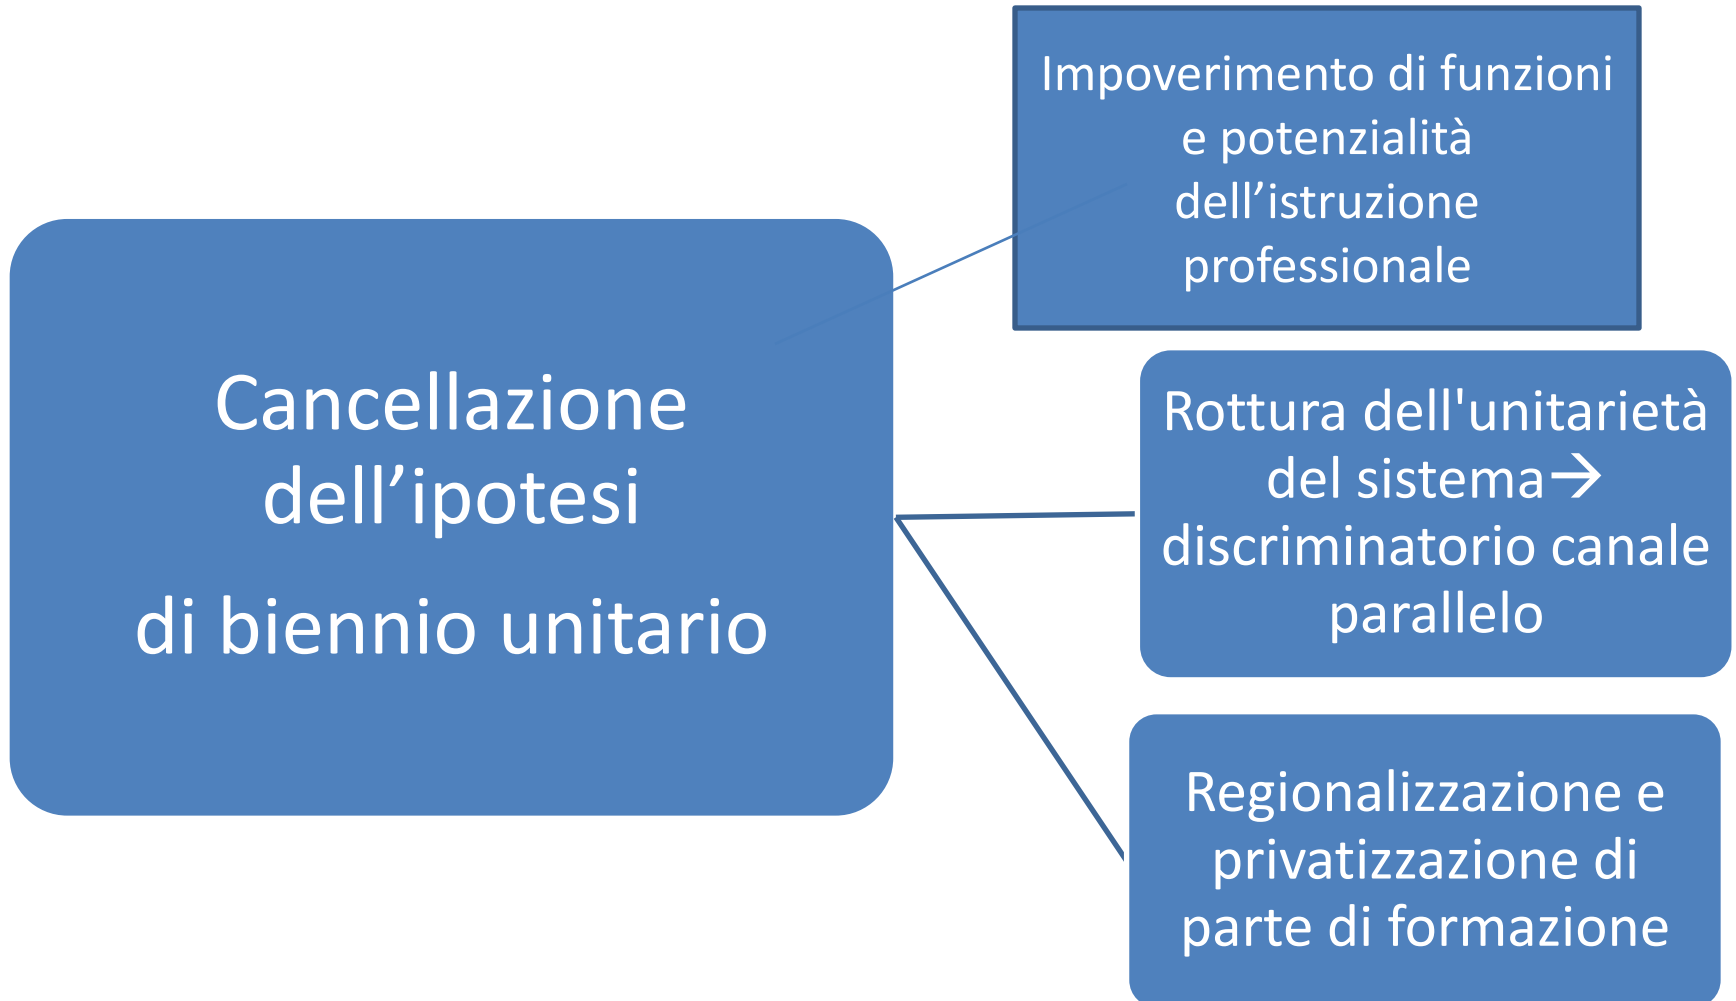 Impoverimento di funzioni
e potenzialità
dell’istruzione
professionale
Cancellazione
dell’ipotesi
di biennio unitario
Rottura dell'unitarietà
del sistema→
discriminatorio canale
parallelo
Regionalizzazione e
privatizzazione di
parte di formazione